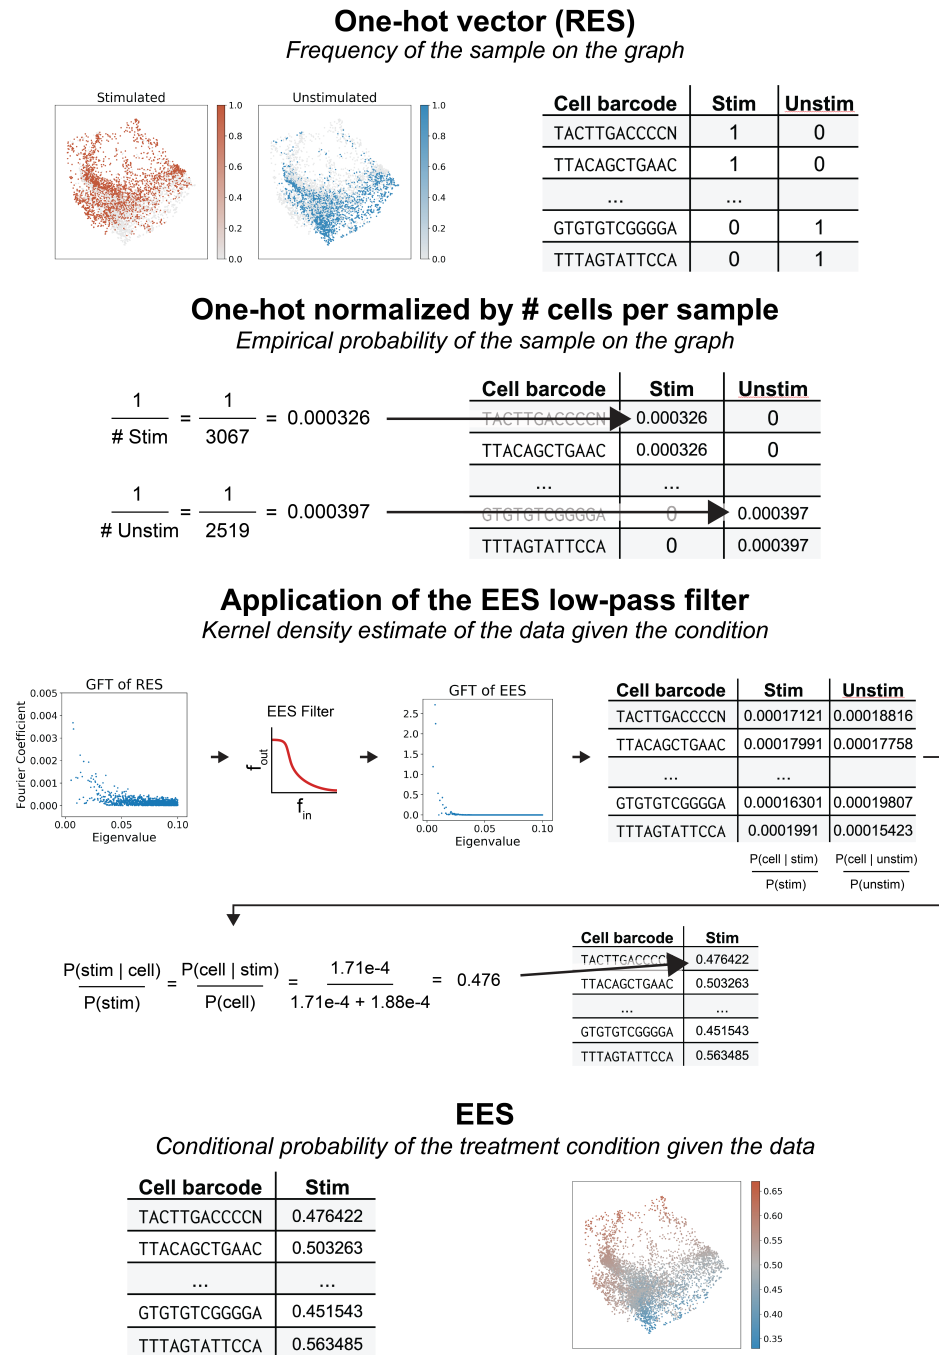 One-hot vector (RES)
Frequency of the sample on the graph
Stimulated
Unstimulated
1.0
0.8
0.6
0.4
0.2
0.0
1.0
0.8
0.6
0.4
0.2
0.0
Cell barcode Stim Unstim
TACTTGACCCCN 1 0
TTACAGCTGAAC 1 0
... ...
GTGTGTCGGGGA 0 1
TTTAGTATTCCA 0 1
One-hot normalized by # cells per sample
Empirical probability of the sample on the graph
1 / # Stim = 1 / 3067 = 0.000326
1 / # Unstim = 1 / 2519 = 0.000397
Cell barcode Stim Unstim
TACTTGACCCCN 0.000326 0
TTACAGCTGAAC 0.000326 0
... ...
GTGTGTCGGGGA 0 0.000397
TTTAGTATTCCA 0 0.000397
Application of the EES low-pass filter
Kernel density estimate of the data given the condition
GFT of RES
Fourier Coefficient
0.005
0.004
0.003
0.002
0.001
0.000
0.00 0.05 0.10
Eigenvalue
EES Filter
fout
fin
GFT of EES
2.5
2.0
1.5
1.0
0.5
0.0
0.00 0.05 0.10
Eigenvalue
Cell barcode Stim Unstim
TACTTGACCCCN 0.00017121 0.00018816
TTACAGCTGAAC 0.00017991 0.00017758
... ...
GTGTGTCGGGGA 0.00016301 0.00019807
TTTAGTATTCCA 0.0001991 0.00015423
P(cell | stim) P(cell | unstim)
P(stim) P(unstim)
P(stim | cell) / P(stim) = P(cell | stim) / P(cell) = 1.71e-4 / 1.71e-4 + 1.88e-4 = 0.476
Cell barcode Stim
TACTTGACCCC 0.476422
TTACAGCTGAAC 0.503263
... ...
GTGTGTCGGGGA 0.451543
TTTAGTATTCCA 0.563485
EES
Conditional probability of the treatment condition given the data
Cell barcode Stim
TACTTGACCCCN 0.476422
TTACAGCTGAAC 0.503263
... ...
GTGTGTCGGGGA 0.451543
TTTAGTATTCCA 0.563485
0.65
0.60
0.55
0.50
0.45
0.40
0.35